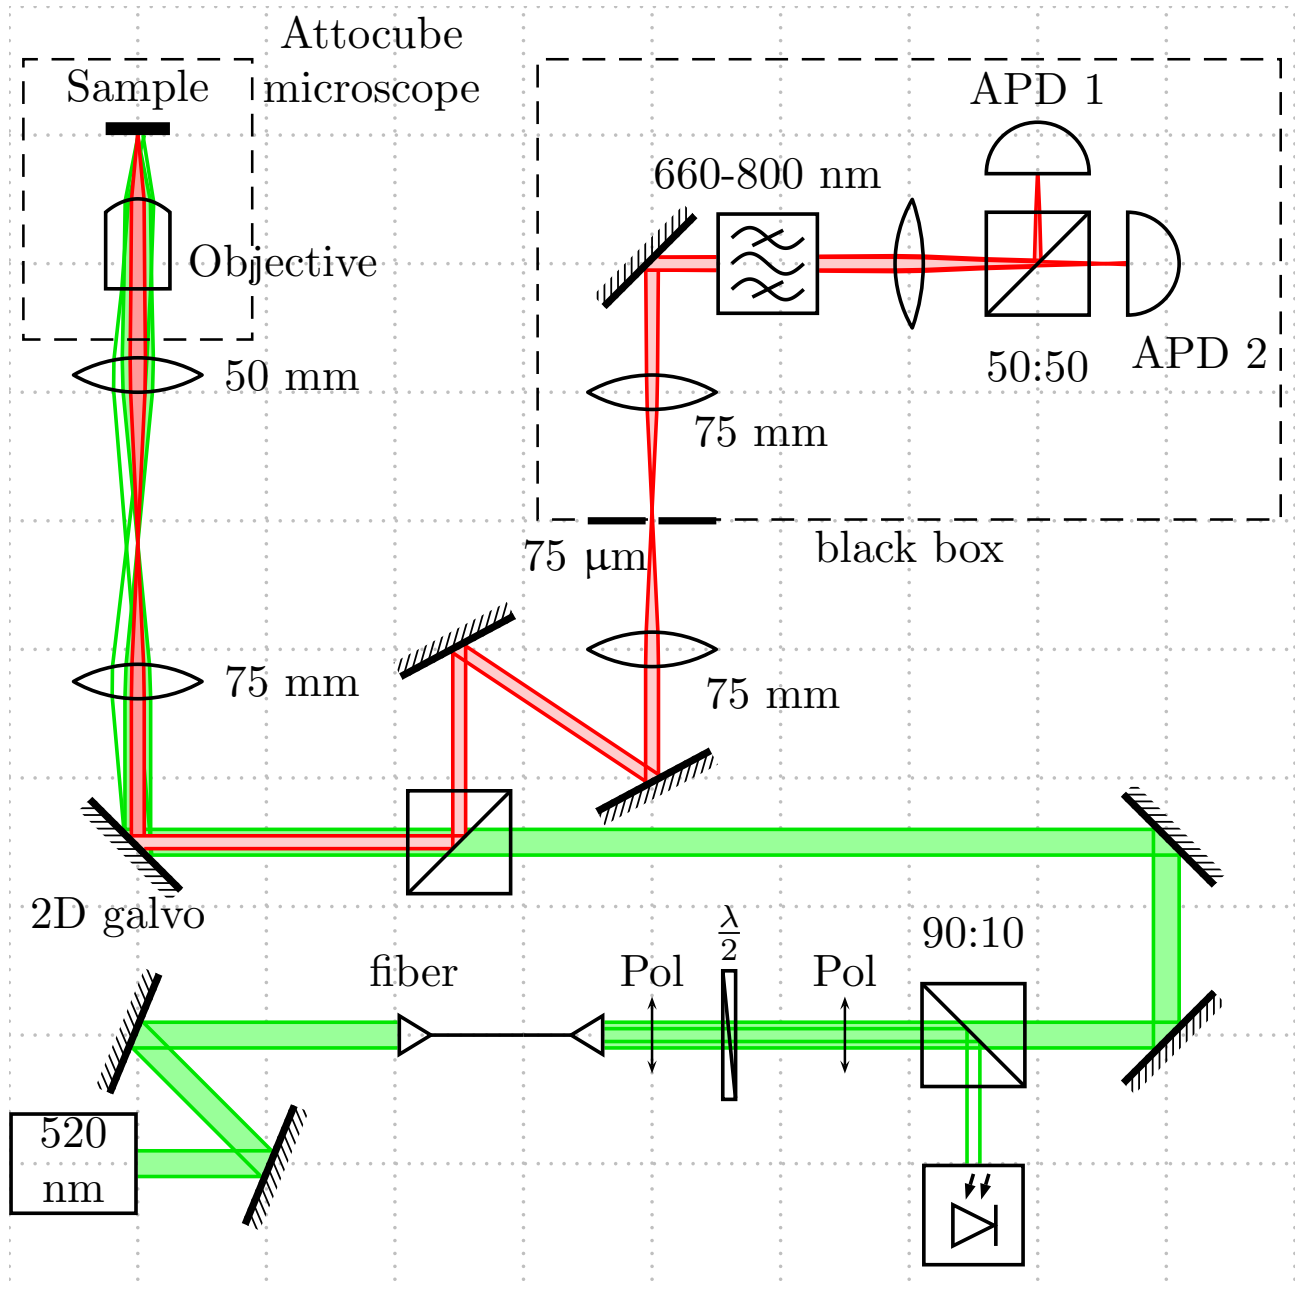 Attocube
microscope
Sample
Objective
50 mm
75 mm
2D galvo
APD 1
660-800 nm
50:50
APD 2
75 mm
black box
75 μm
75 mm
90:10
λ/2
fiber
Pol
Pol
520
nm